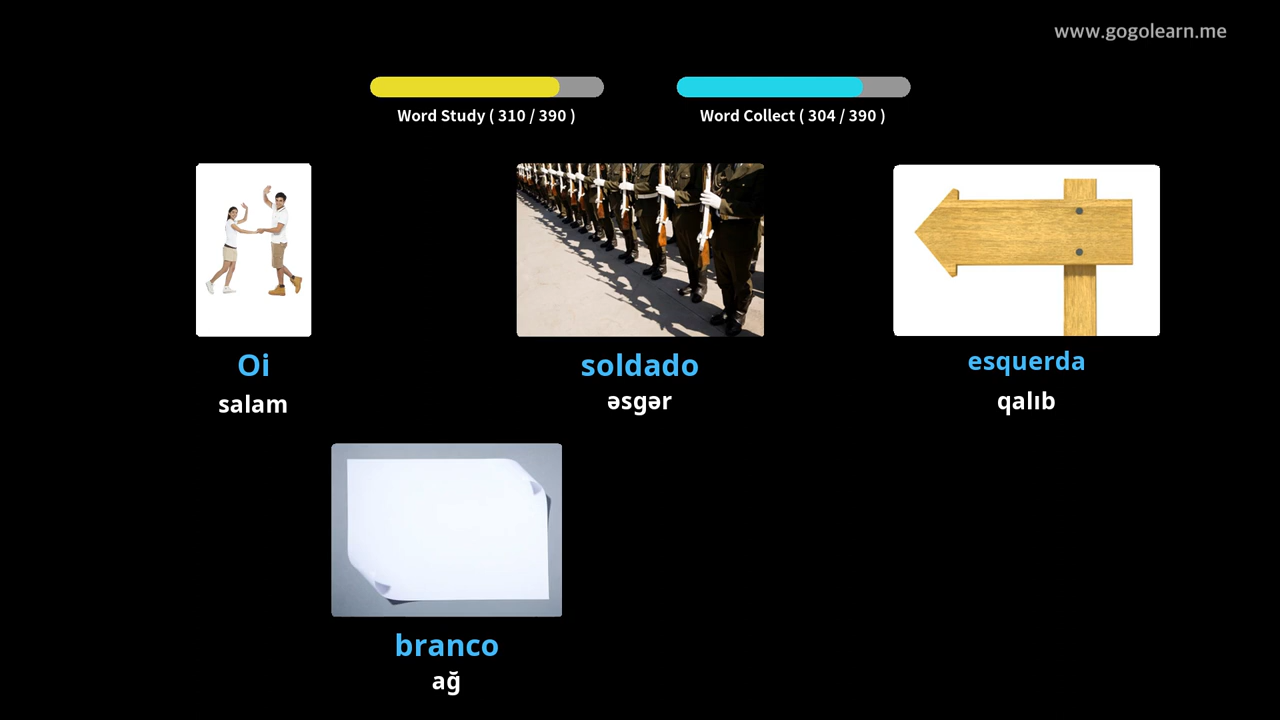 www.gogolearn.me
Word Study ( 310 / 390 )
Word Collect ( 304 / 390 )
Oi
soldado
esquerda
salam
əsgər
qalıb
branco
ağ